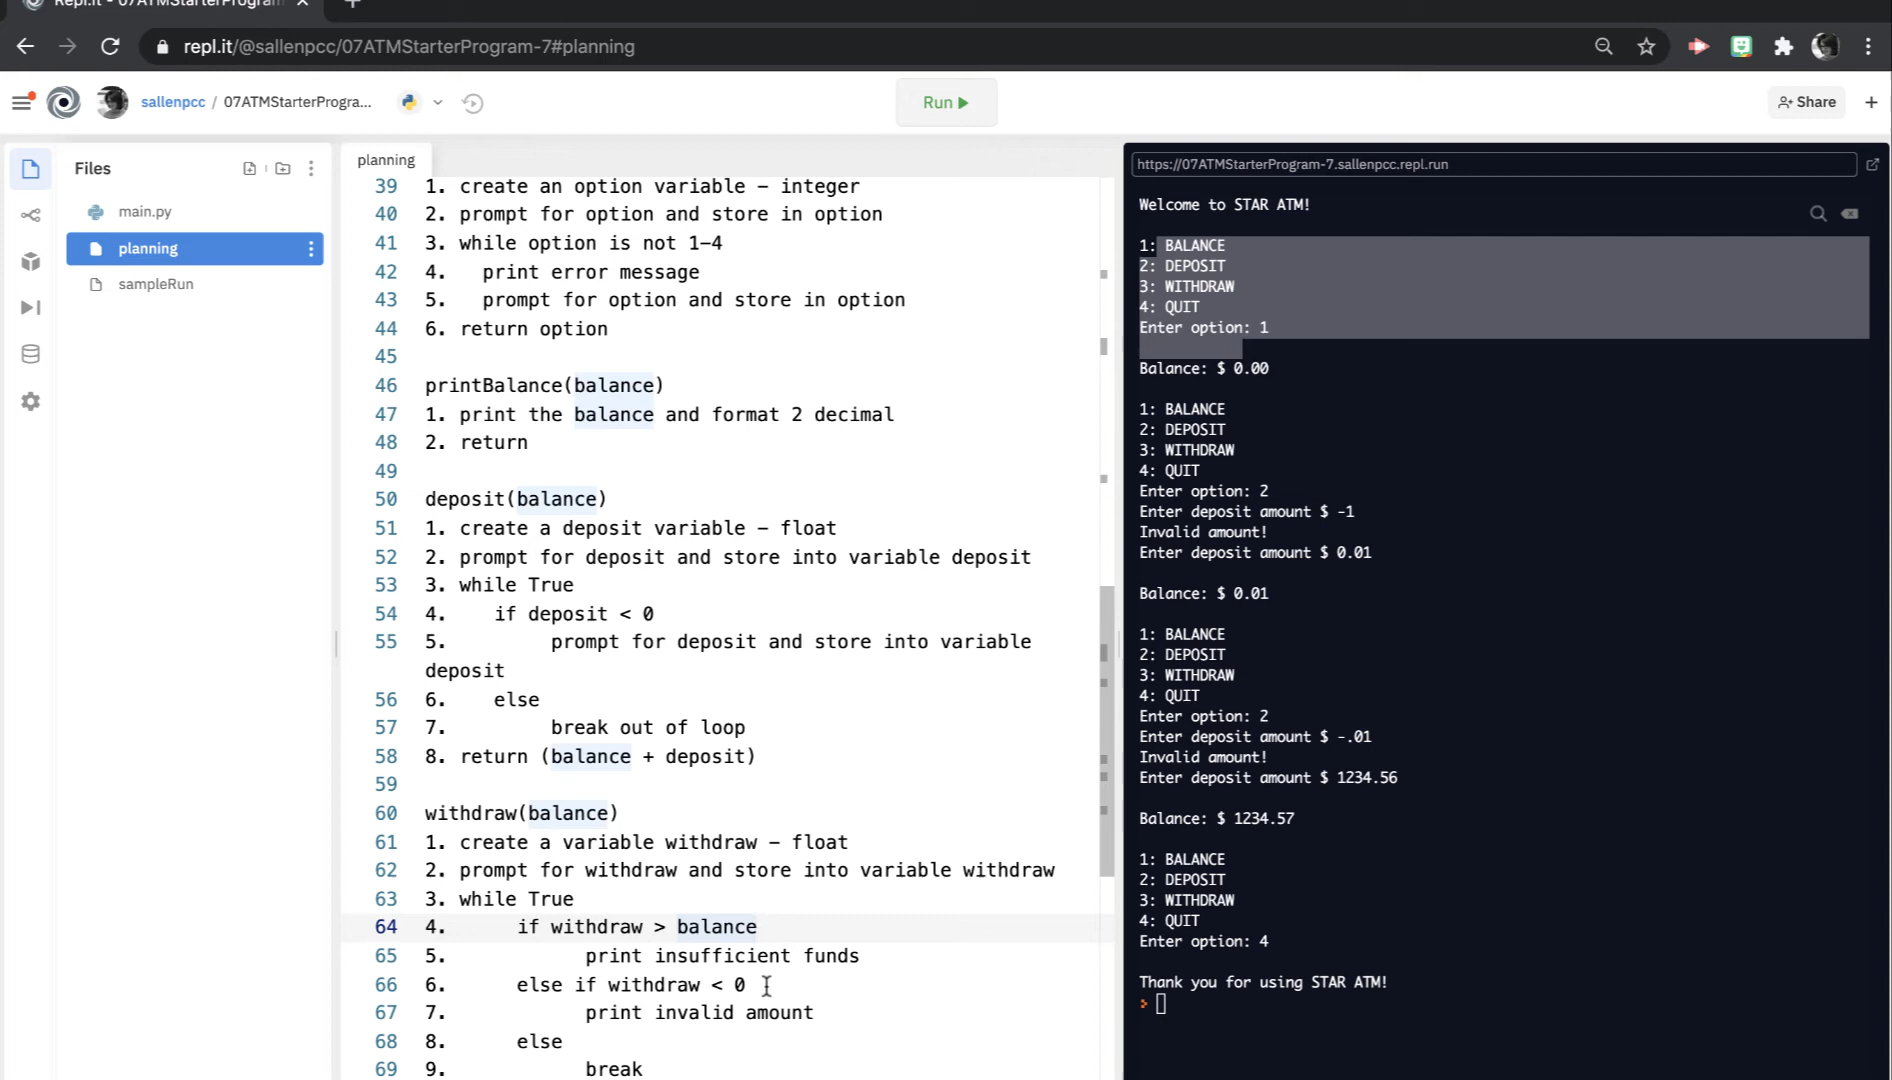 Repl.it - 07ATMStarterProgram
repl.it/@sallenpcc/07ATMStarterProgram-7#planning
sallenpcc / 07ATMStarterProgra...
Run
Share
Files
main.py
planning
sampleRun
planning
39 1. create an option variable – integer
40 2. prompt for option and store in option
41 3. while option is not 1–4
42 4. print error message
43 5. prompt for option and store in option
44 6. return option
45
46 printBalance(balance)
47 1. print the balance and format 2 decimal
48 2. return
49
50 deposit(balance)
51 1. create a deposit variable – float
52 2. prompt for deposit and store into variable deposit
53 3. while True
54 4. if deposit < 0
55 5. prompt for deposit and store into variable
deposit
56 6. else
57 7. break out of loop
58 8. return (balance + deposit)
59
60 withdraw(balance)
61 1. create a variable withdraw – float
62 2. prompt for withdraw and store into variable withdraw
63 3. while True
64 4. if withdraw > balance
65 5. print insufficient funds
66 6. else if withdraw < 0
67 7. print invalid amount
68 8. else
69 9. break
https://07ATMStarterProgram-7.sallenpcc.repl.run
Welcome to STAR ATM!
1: BALANCE
2: DEPOSIT
3: WITHDRAW
4: QUIT
Enter option: 1
Balance: $ 0.00
1: BALANCE
2: DEPOSIT
3: WITHDRAW
4: QUIT
Enter option: 2
Enter deposit amount $ -1
Invalid amount!
Enter deposit amount $ 0.01
Balance: $ 0.01
1: BALANCE
2: DEPOSIT
3: WITHDRAW
4: QUIT
Enter option: 2
Enter deposit amount $ -.01
Invalid amount!
Enter deposit amount $ 1234.56
Balance: $ 1234.57
1: BALANCE
2: DEPOSIT
3: WITHDRAW
4: QUIT
Enter option: 4
Thank you for using STAR ATM!